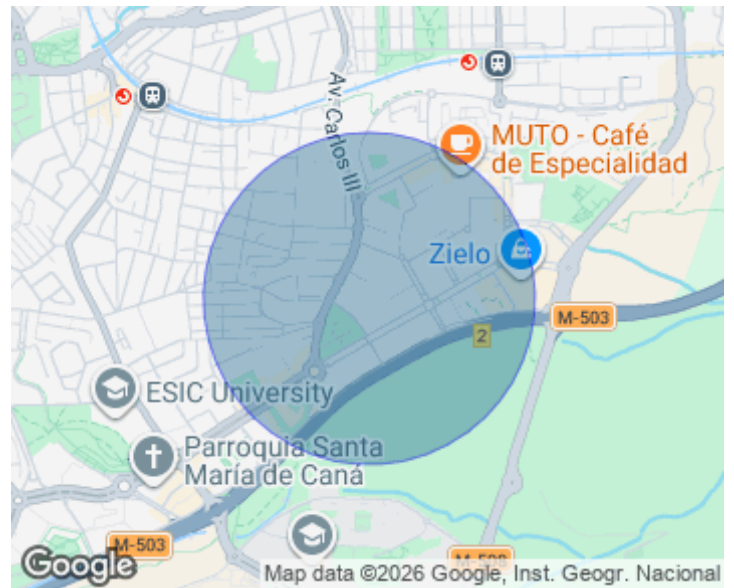 Av. Carlos III
MUTO - Café
de Especialidad
Zielo
M-503
2
ESIC University
Parroquia Santa
María de Caná
M-503
Google
Map data ©2026 Google, Inst. Geogr. Nacional